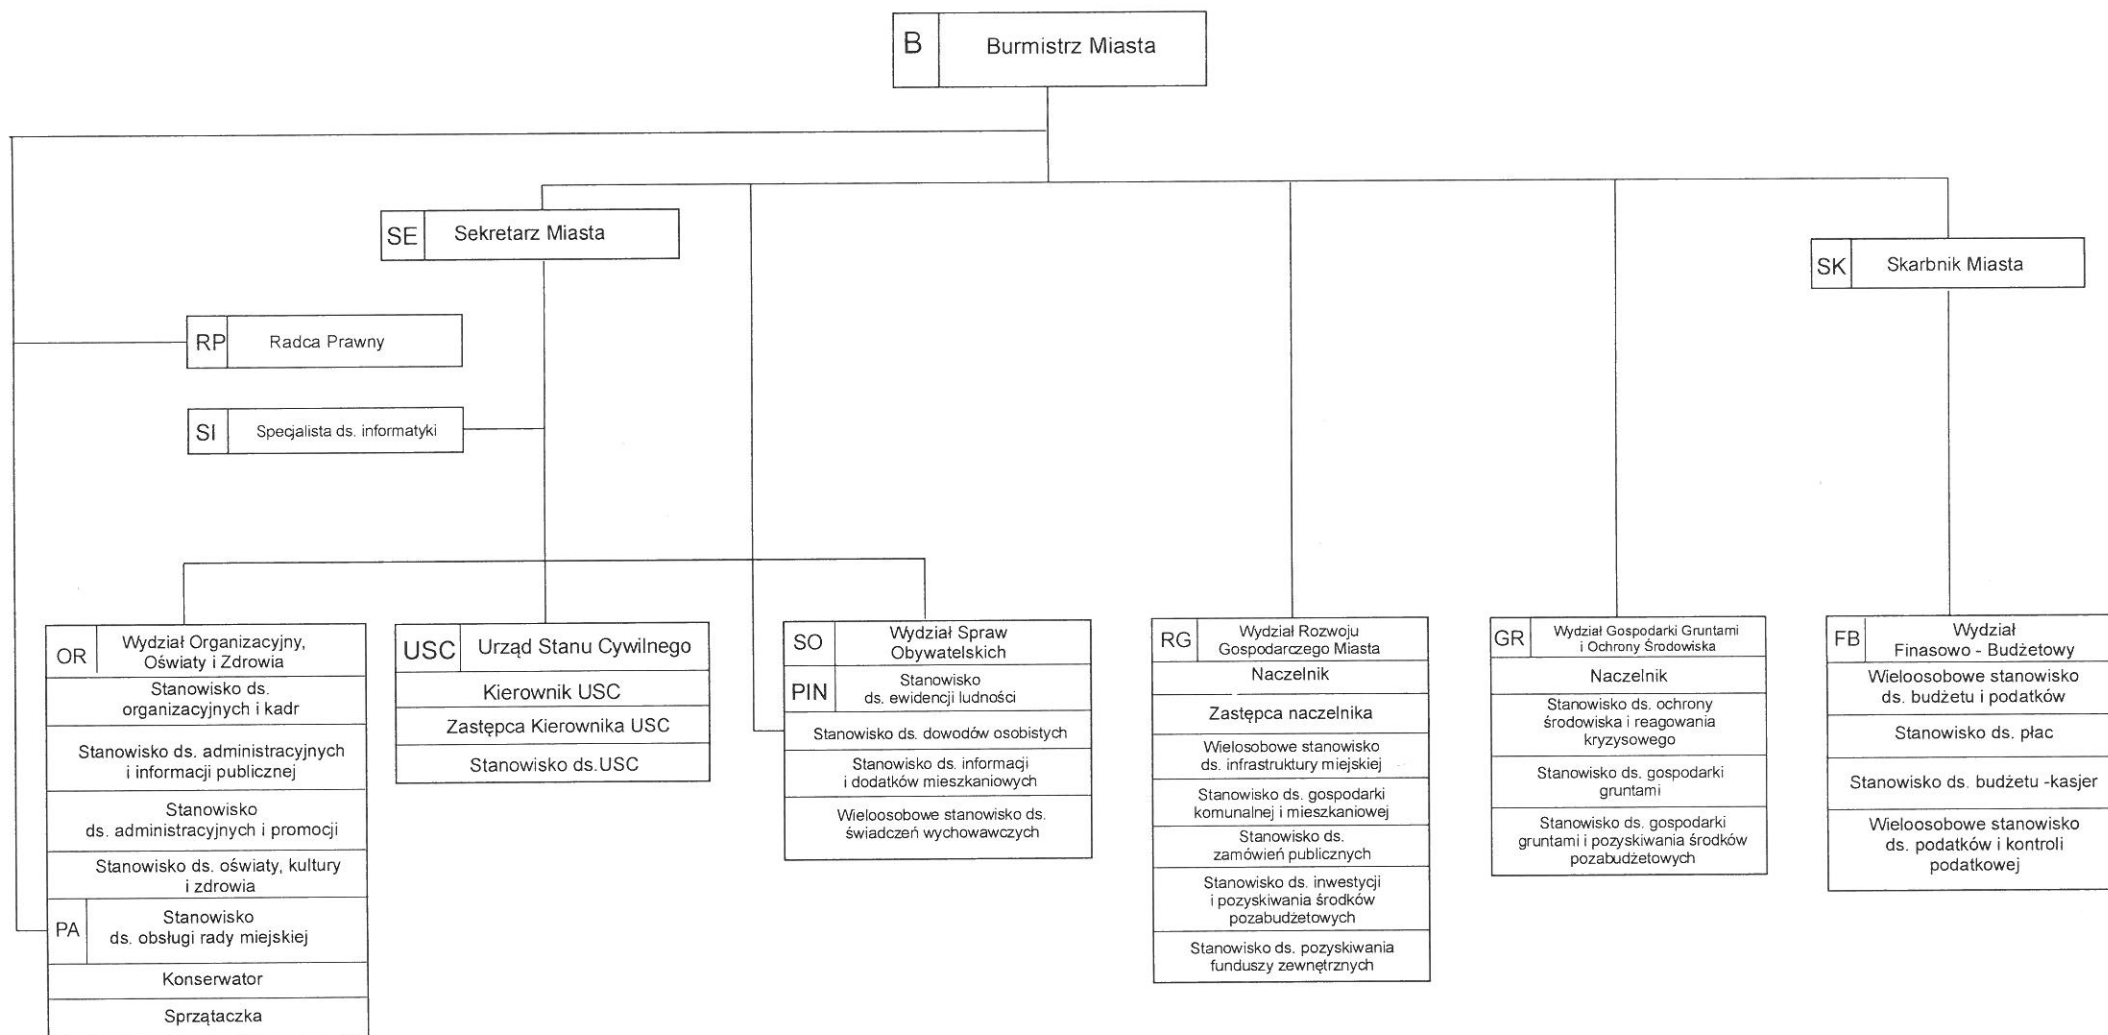 B
Burmistrz Miasta
SE
Sekretarz Miasta
SK
Skarbnik Miasta
RP
Radca Prawny
SI
Specjalista ds. informatyki
OR
Wydział Organizacyjny,
Oświaty i Zdrowia
Stanowisko ds.
organizacyjnych i kadr
Stanowisko ds. administracyjnych
i informacji publicznej
Stanowisko
ds. administracyjnych i promocji
Stanowisko ds. oświaty, kultury
i zdrowia
PA
Stanowisko
ds. obsługi rady miejskiej
Konserwator
Sprzątaczka
USC
Urząd Stanu Cywilnego
Kierownik USC
Zastępca Kierownika USC
Stanowisko ds.USC
SO
Wydział Spraw
Obywatelskich
PIN
Stanowisko
ds. ewidencji ludności
Stanowisko ds. dowodów osobistych
Stanowisko ds. informacji
i dodatków mieszkaniowych
Wieloosobowe stanowisko ds.
świadczeń wychowawczych
RG
Wydział Rozwoju
Gospodarczego Miasta
Naczelnik
Zastępca naczelnika
Wielosobowe stanowisko
ds. infrastruktury miejskiej
Stanowisko ds. gospodarki
komunalnej i mieszkaniowej
Stanowisko ds.
zamówień publicznych
Stanowisko ds. inwestycji
i pozyskiwania środków
pozabudżetowych
Stanowisko ds. pozyskiwania
funduszy zewnętrznych
GR
Wydział Gospodarki Gruntami
i Ochrony Środowiska
Naczelnik
Stanowisko ds. ochrony
środowiska i reagowania
kryzysowego
Stanowisko ds. gospodarki
gruntami
Stanowisko ds. gospodarki
gruntami i pozyskiwania środków
pozabudżetowych
FB
Wydział
Finasowo - Budżetowy
Wieloosobowe stanowisko
ds. budżetu i podatków
Stanowisko ds. płac
Stanowisko ds. budżetu -kasjer
Wieloosobowe stanowisko
ds. podatków i kontroli
podatkowej